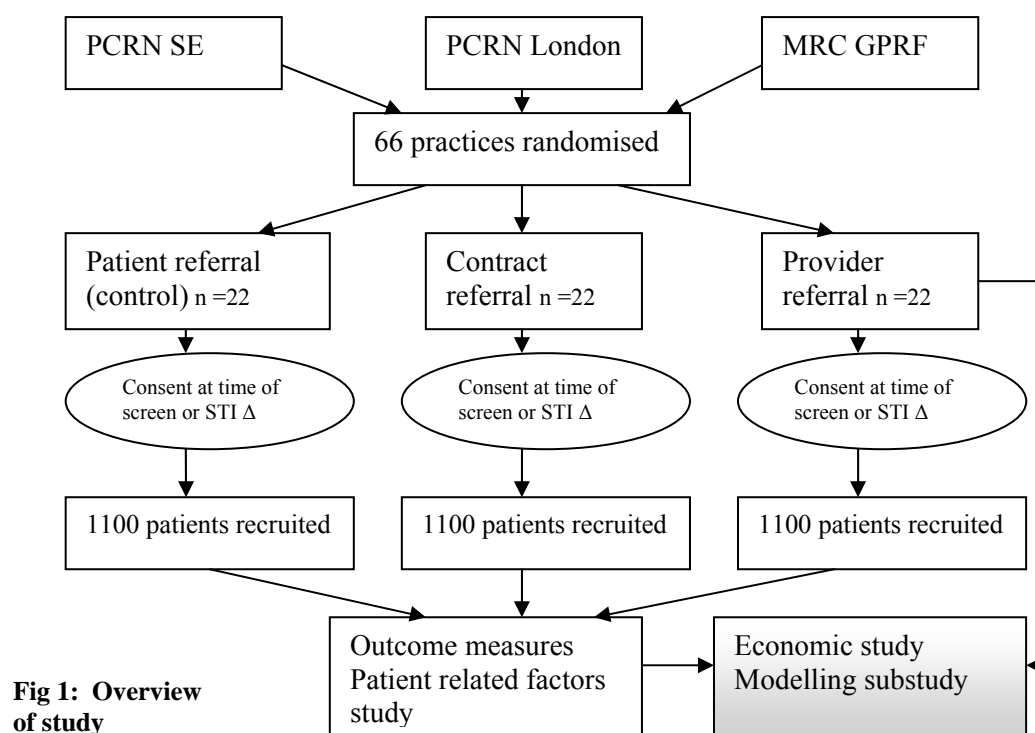 PCRN SE
PCRN London
MRC GPRF
66 practices randomised
Patient referral
(control) n =22
Contract
referral n =22
Provider
referral n =22
Consent at time of
screen or STI Δ
Consent at time of
screen or STI Δ
Consent at time of
screen or STI Δ
1100 patients recruited
1100 patients recruited
1100 patients recruited
Outcome measures
Patient related factors
study
Economic study
Modelling substudy
Fig 1: Overview
of study